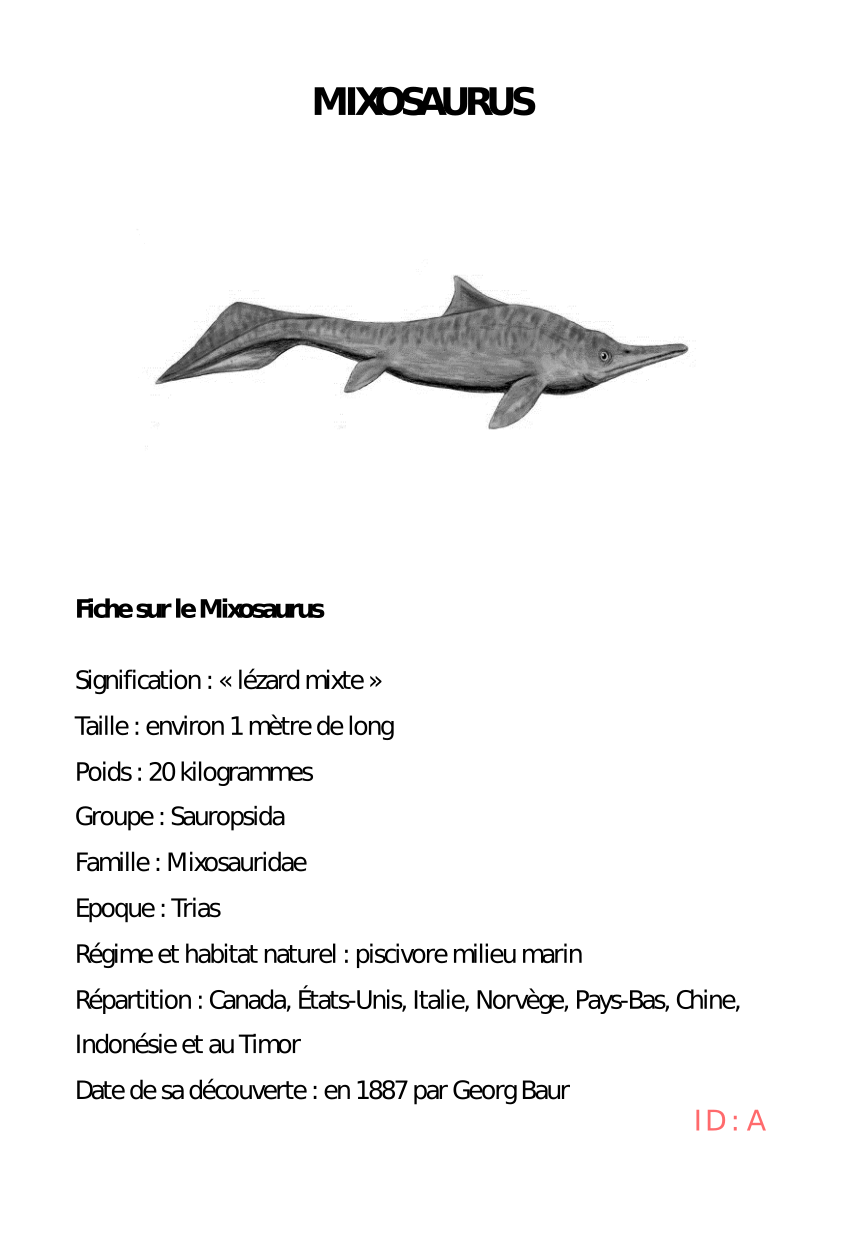 MIXOSAURUS
Fiche sur le Mixosaurus
Signification : « lézard mixte »
Taille : environ 1 mètre de long
Poids : 20 kilogrammes
Groupe : Sauropsida
Famille : Mixosauridae
Epoque : Trias
Régime et habitat naturel : piscivore milieu marin
Répartition : Canada, États-Unis, Italie, Norvège, Pays-Bas, Chine,
Indonésie et au Timor
Date de sa découverte : en 1887 par Georg Baur
ID : A